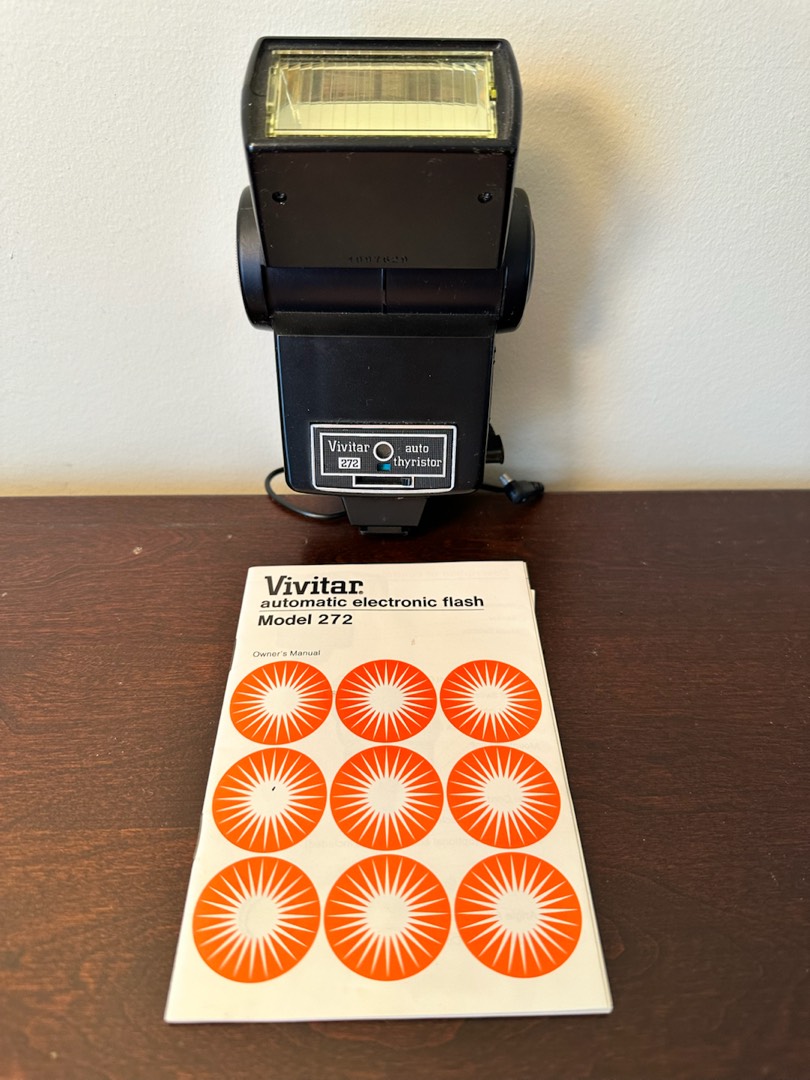 Vivitar auto
272 thyristor
Vivitar®
automatic electronic flash
Model 272
Owner's Manual